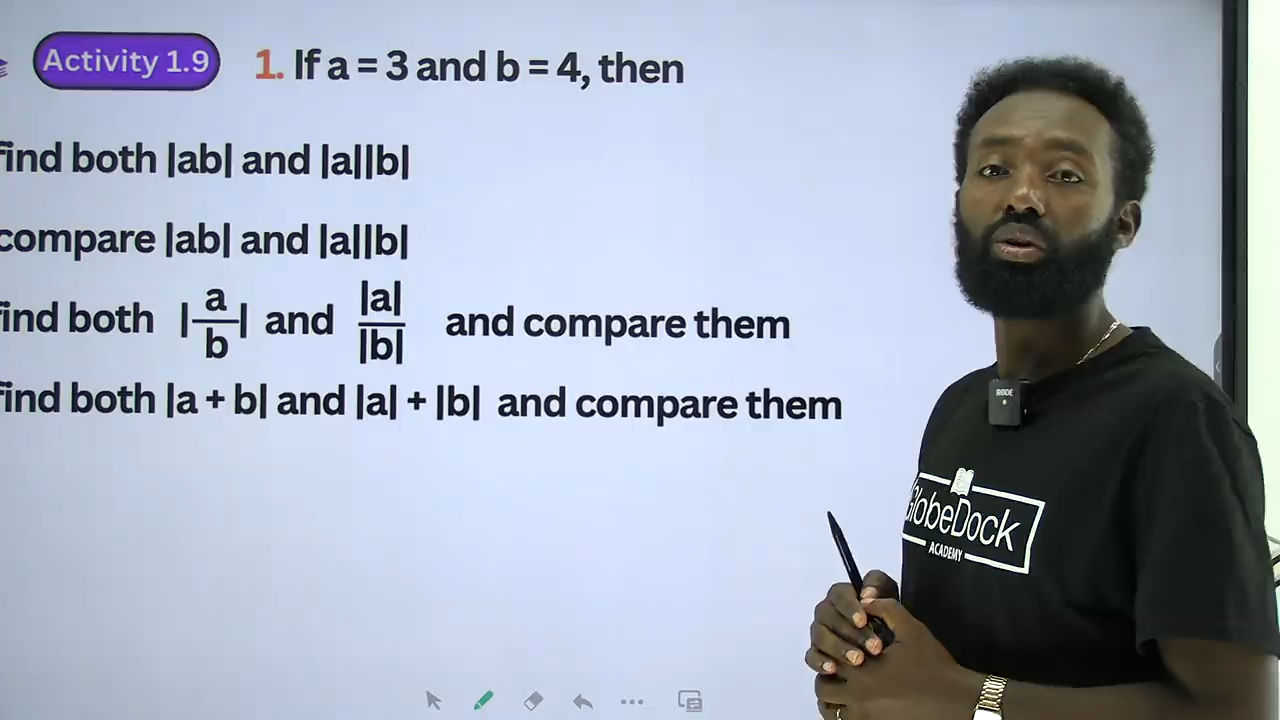 Activity 1.9 1. If a = 3 and b = 4, then
find both |ab| and |a||b|
compare |ab| and |a||b|
find both |a/b| and |a|/|b| and compare them
find both |a + b| and |a| + |b| and compare them
RODE
GlobeDock
ACADEMY